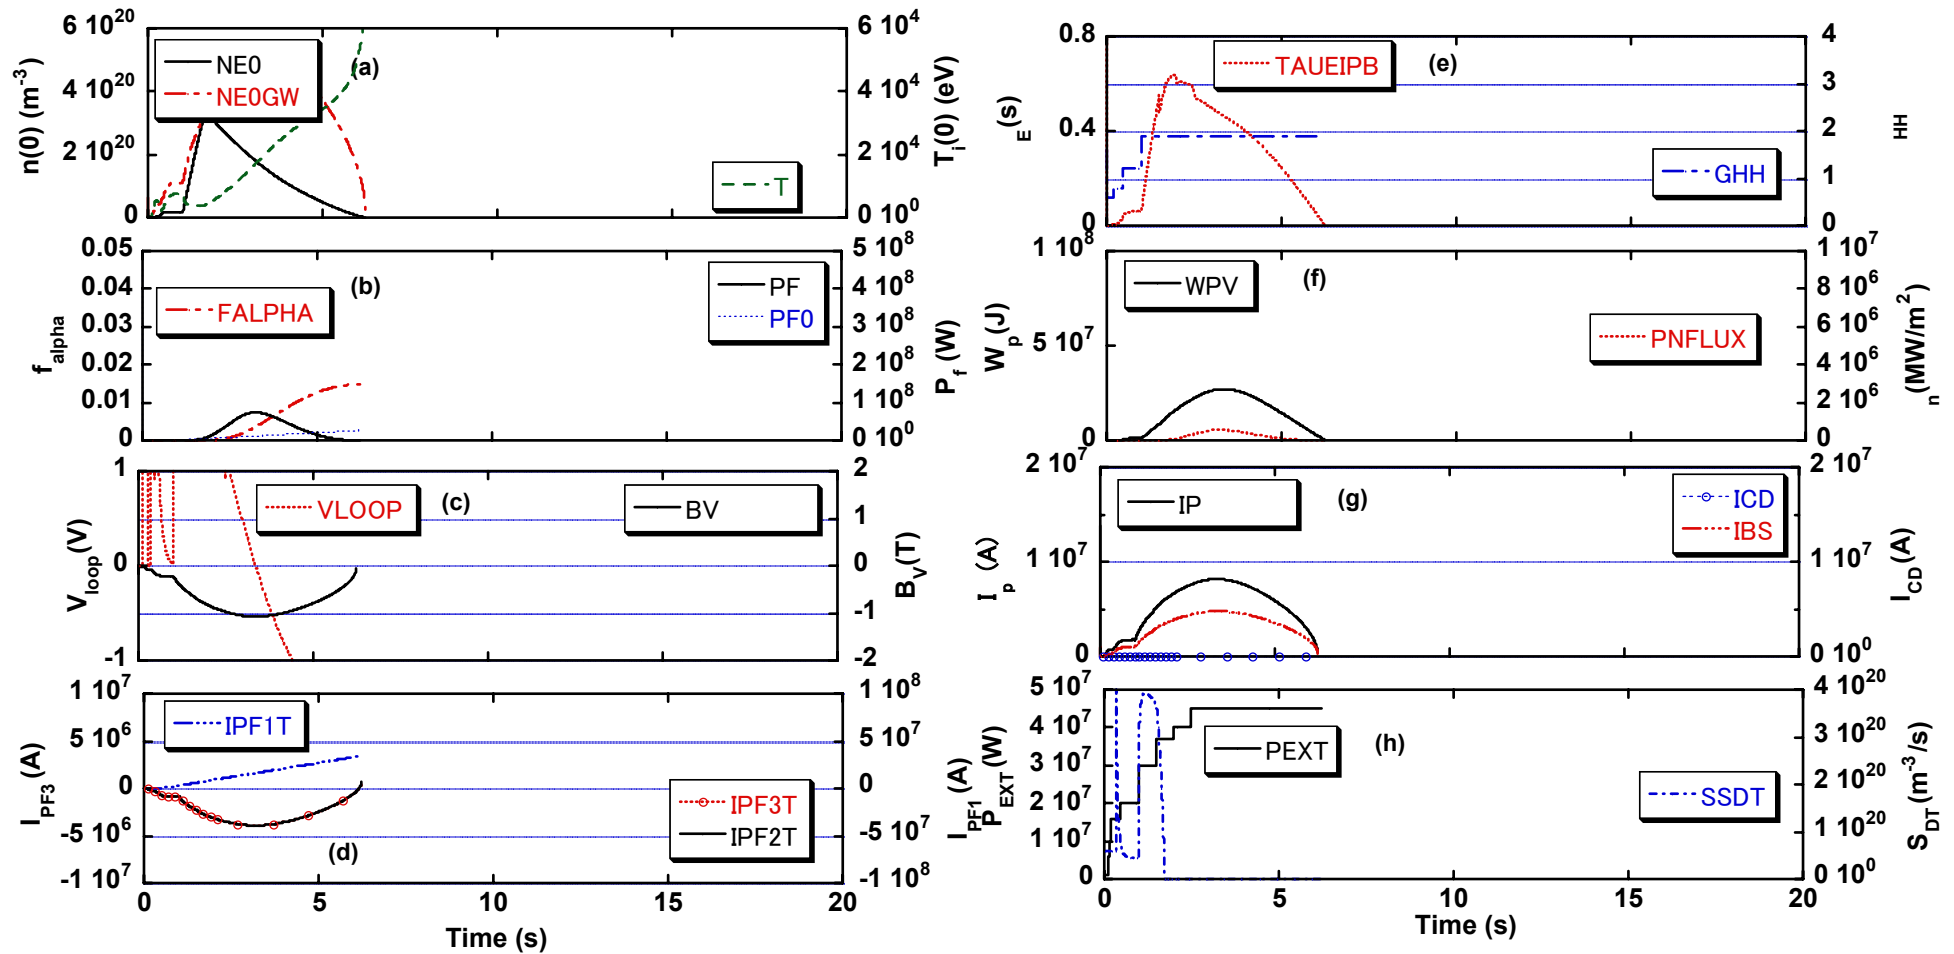 6 10^20
4 10^20
2 10^20
0
n(0) (m^-3)
NE0
NE0GW
(a)
T
6 10^4
4 10^4
2 10^4
0 10^0
T_i(0) (eV)
0.05
0.04
0.03
0.02
0.01
0
f_alpha
FALPHA
(b)
PF
PF0
5 10^8
4 10^8
3 10^8
2 10^8
1 10^8
0 10^0
P_f (W)
1
0
-1
V_loop(V)
VLOOP
(c)
BV
2
1
0
-1
-2
B_V(T)
1 10^7
5 10^6
0
-5 10^6
-1 10^7
I_PF3(A)
IPF1T
(d)
IPF3T
IPF2T
1 10^8
5 10^7
0
-5 10^7
-1 10^8
I_PF1(A)
0
5
10
15
20
Time (s)
0.8
0.4
0
E(s)
TAUEIPB
(e)
GHH
4
3
2
1
0
HH
1 10^8
5 10^7
0
W_p(J)
WPV
(f)
PNFLUX
1 10^7
8 10^6
6 10^6
4 10^6
2 10^6
0
n(MW/m^2)
2 10^7
1 10^7
0
I_p (A)
IP
(g)
ICD
IBS
2 10^7
1 10^7
0 10^0
I_CD(A)
5 10^7
4 10^7
3 10^7
2 10^7
1 10^7
0
P_EXT(W)
PEXT
(h)
SSDT
4 10^20
3 10^20
2 10^20
1 10^20
0 10^0
S_DT(m^-3/s)
0
5
10
15
20
Time (s)